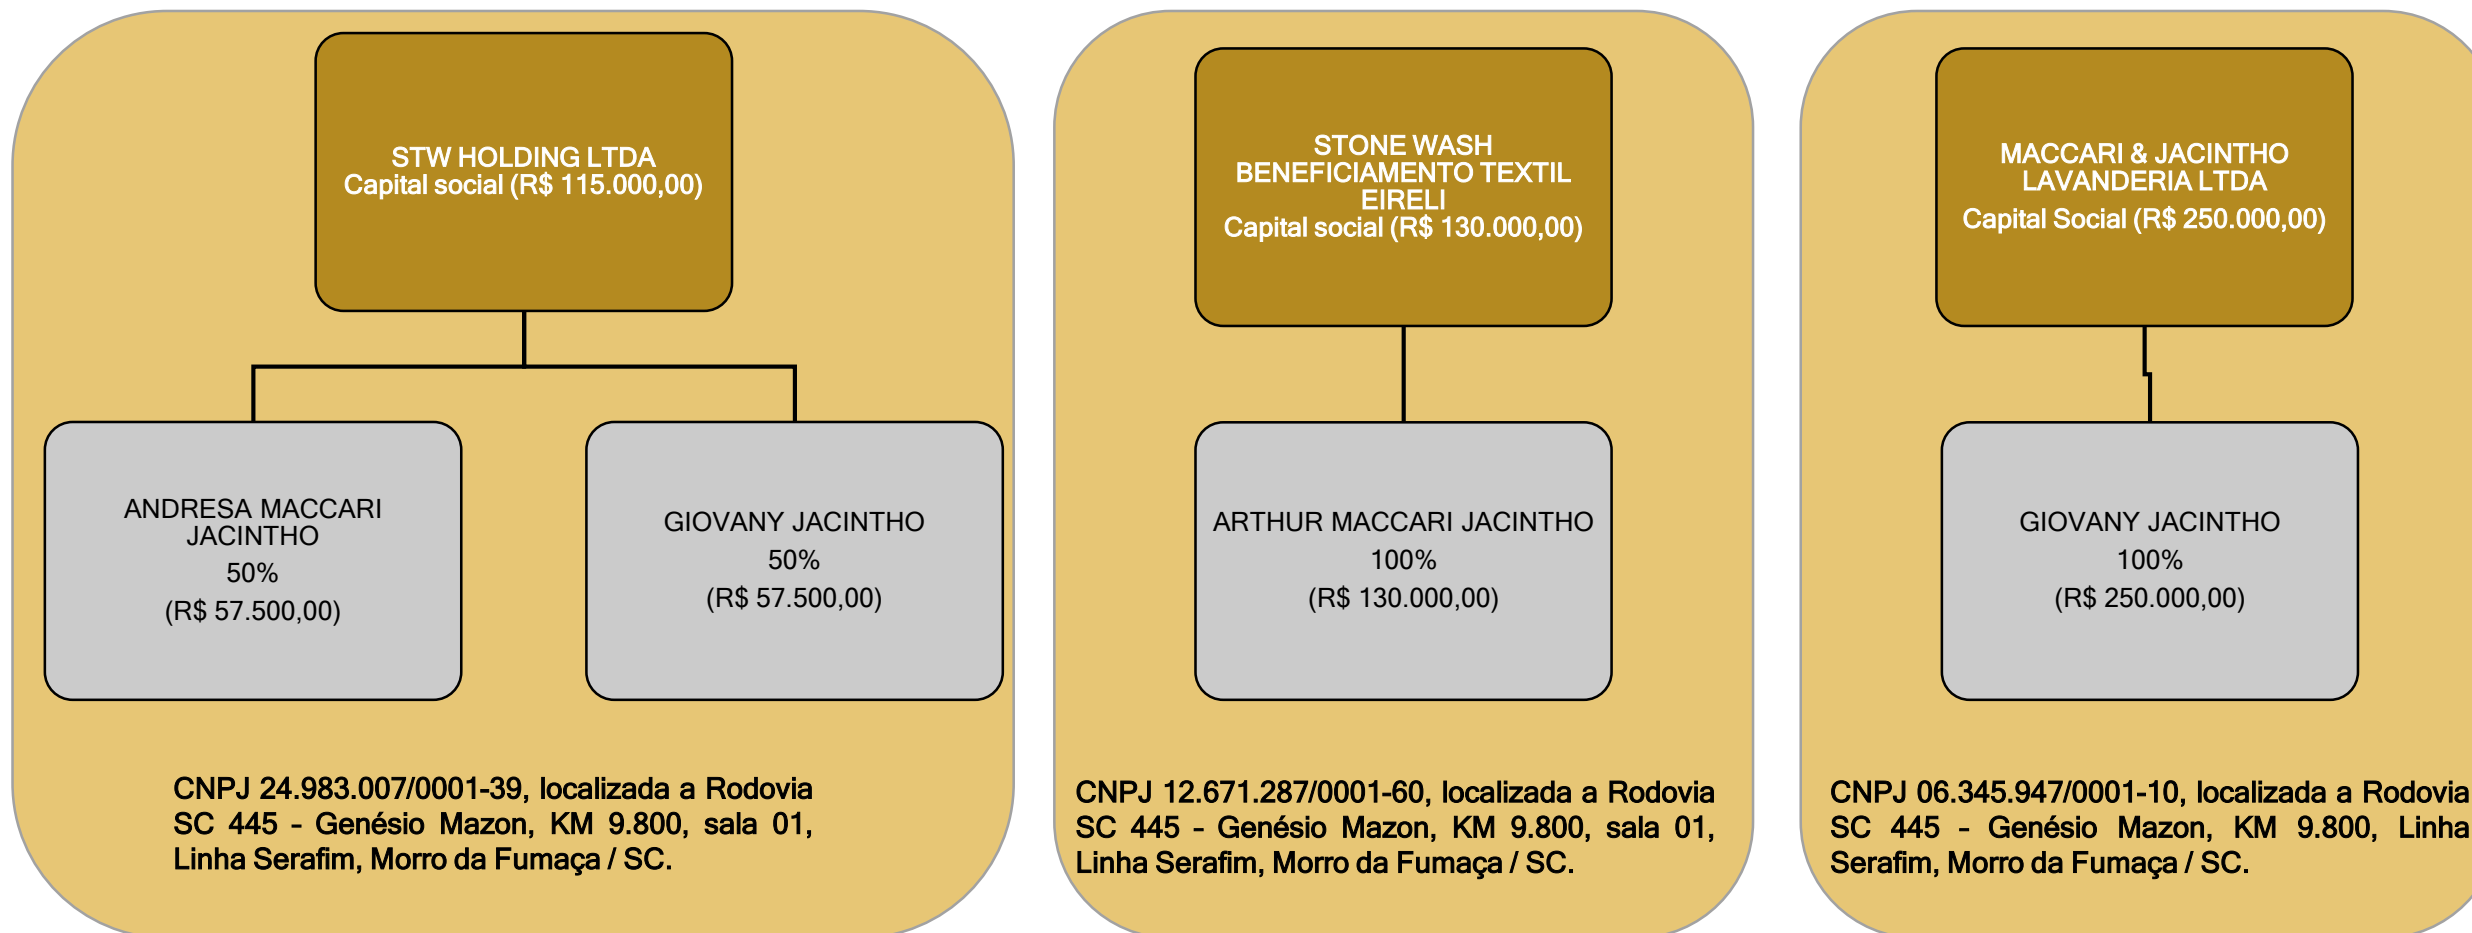 STW HOLDING LTDA
Capital social (R$ 115.000,00)
ANDRESA MACCARI
JACINTHO
50%
(R$ 57.500,00)
GIOVANY JACINTHO
50%
(R$ 57.500,00)
CNPJ 24.983.007/0001-39, localizada a Rodovia
SC 445 - Genésio Mazon, KM 9.800, sala 01,
Linha Serafim, Morro da Fumaça / SC.
STONE WASH
BENEFICIAMENTO TEXTIL
EIRELI
Capital social (R$ 130.000,00)
ARTHUR MACCARI JACINTHO
100%
(R$ 130.000,00)
CNPJ 12.671.287/0001-60, localizada a Rodovia
SC 445 - Genésio Mazon, KM 9.800, sala 01,
Linha Serafim, Morro da Fumaça / SC.
MACCARI & JACINTHO
LAVANDERIA LTDA
Capital Social (R$ 250.000,00)
GIOVANY JACINTHO
100%
(R$ 250.000,00)
CNPJ 06.345.947/0001-10, localizada a Rodovia
SC 445 - Genésio Mazon, KM 9.800, Linha
Serafim, Morro da Fumaça / SC.